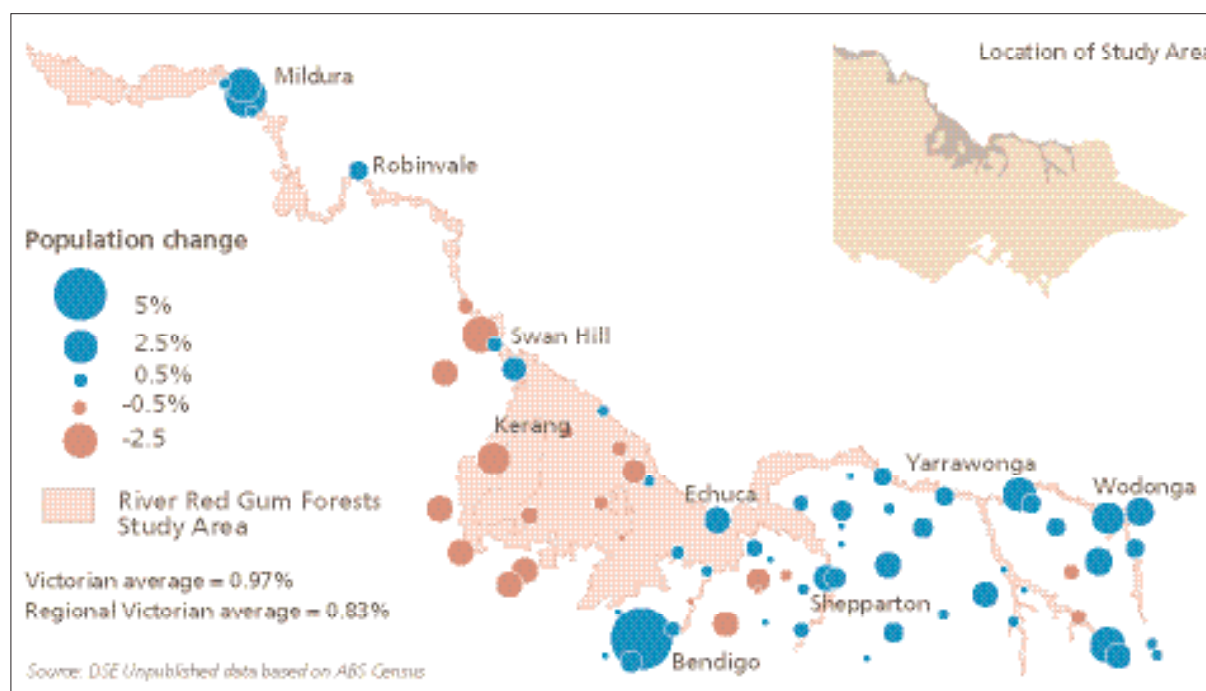 Location of Study Area
Mildura
Robinvale
Population change
5%
2.5%
0.5%
-0.5%
-2.5
River Red Gum Forests
Study Area
Swan Hill
Kerang
Echuca
Yarrawonga
Wodonga
Shepparton
Bendigo
Victorian average = 0.97%
Regional Victorian average = 0.83%
Source: DSE Unpublished data based on ABS Census